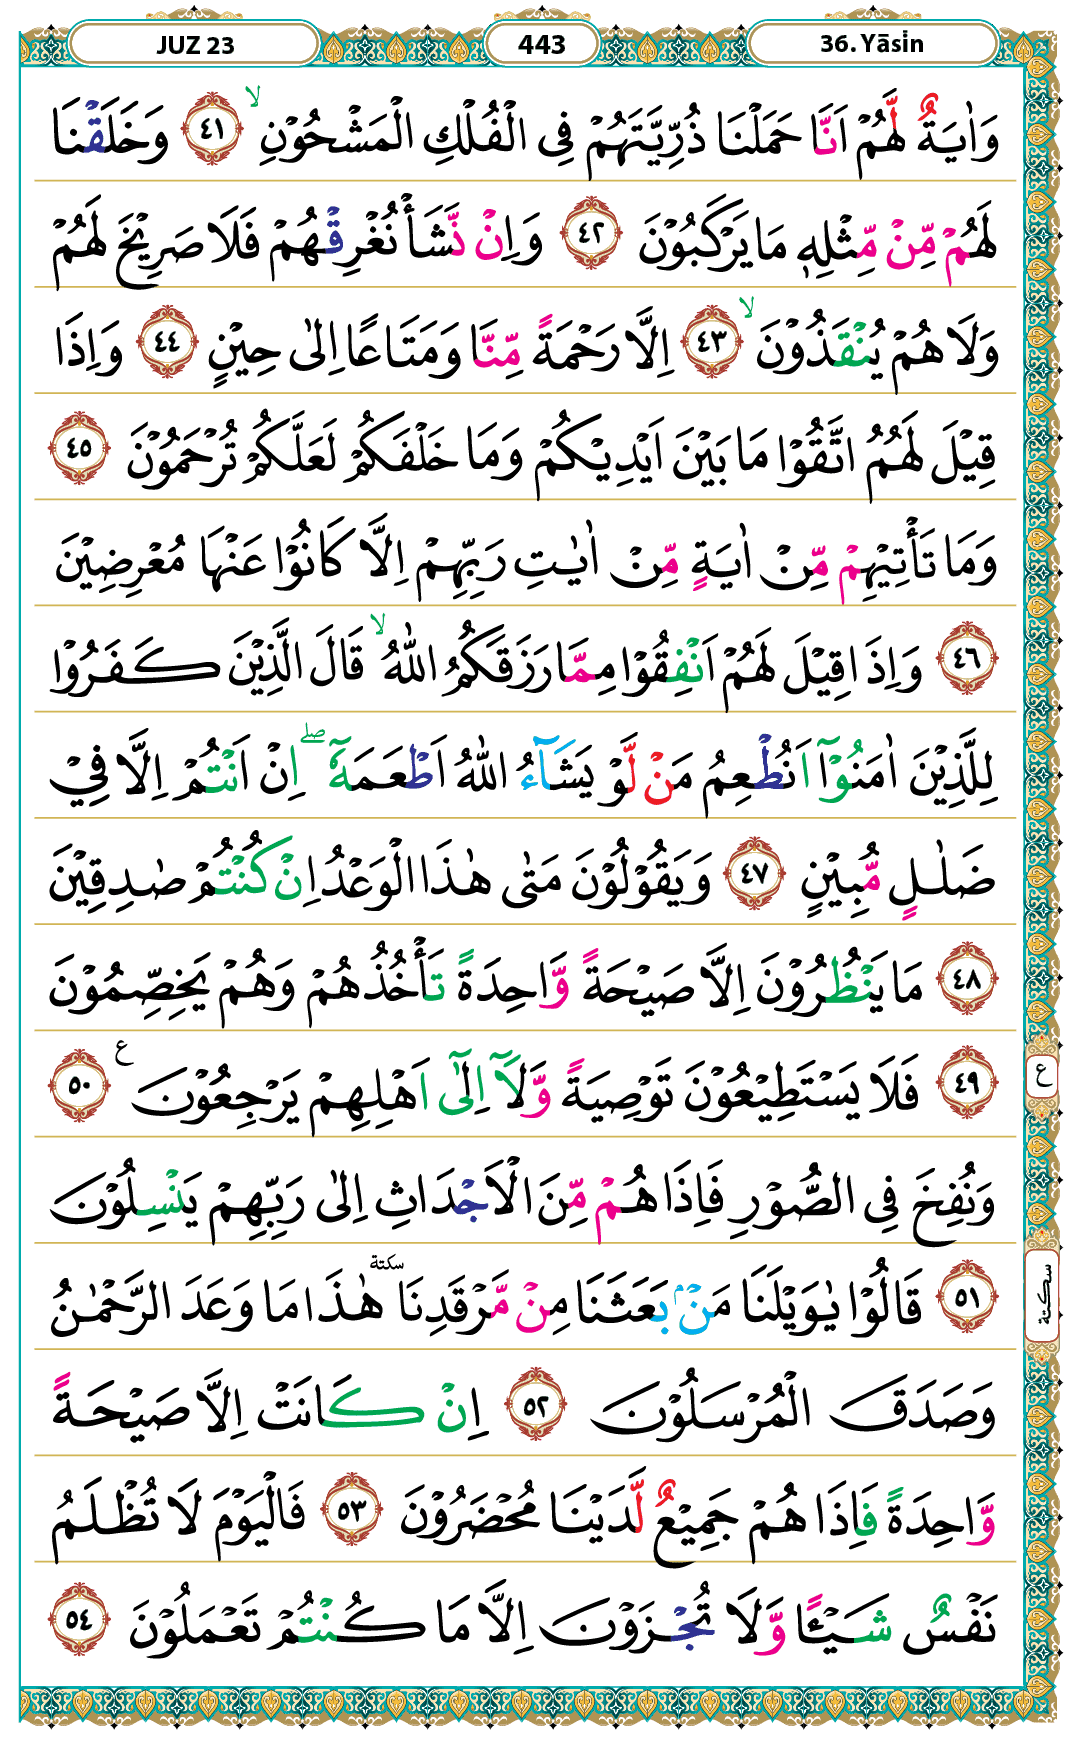 JUZ 23
443
36. Yāsin
وَاٰيَةٌ لَّهُمْ اَنَّا حَمَلْنَا ذُرِّيَّتَهُمْ فِى الْفُلْكِ الْمَشْحُوْنِ ۙ ٤١ وَخَلَقْنَا
لَهُمْ مِّنْ مِّثْلِهٖ مَا يَرْكَبُوْنَ ٤٢ وَاِنْ نَّشَأْ نُغْرِقْهُمْ فَلَا صَرِيْخَ لَهُمْ
وَلَا هُمْ يُنْقَذُوْنَ ۙ ٤٣ اِلَّا رَحْمَةً مِّنَّا وَمَتَاعًا اِلٰى حِيْنٍ ٤٤ وَاِذَا
قِيْلَ لَهُمُ اتَّقُوْا مَا بَيْنَ اَيْدِيْكُمْ وَمَا خَلْفَكُمْ لَعَلَّكُمْ تُرْحَمُوْنَ ٤٥
وَمَا تَأْتِيْهِمْ مِّنْ اٰيَةٍ مِّنْ اٰيٰتِ رَبِّهِمْ اِلَّا كَانُوْا عَنْهَا مُعْرِضِيْنَ
٤٦ وَاِذَا قِيْلَ لَهُمْ اَنْفِقُوْا مِمَّا رَزَقَكُمُ اللّٰهُ ۙ قَالَ الَّذِيْنَ كَفَرُوْا
لِلَّذِيْنَ اٰمَنُوْٓا اَنُطْعِمُ مَنْ لَّوْ يَشَاۤءُ اللّٰهُ اَطْعَمَهٗٓ ۖ اِنْ اَنْتُمْ اِلَّا فِيْ
ضَلٰلٍ مُّبِيْنٍ ٤٧ وَيَقُوْلُوْنَ مَتٰى هٰذَا الْوَعْدُ اِنْ كُنْتُمْ صٰدِقِيْنَ
٤٨ مَا يَنْظُرُوْنَ اِلَّا صَيْحَةً وَّاحِدَةً تَأْخُذُهُمْ وَهُمْ يَخِصِّمُوْنَ
٤٩ فَلَا يَسْتَطِيْعُوْنَ تَوْصِيَةً وَّلَآ اِلٰٓى اَهْلِهِمْ يَرْجِعُوْنَ ع ٥٠
ع
وَنُفِخَ فِى الصُّوْرِ فَاِذَا هُمْ مِّنَ الْاَجْدَاثِ اِلٰى رَبِّهِمْ يَنْسِلُوْنَ
٥١ قَالُوْا يٰوَيْلَنَا مَنْۢ بَعَثَنَا مِنْ مَّرْقَدِنَا سكتة هٰذَا مَا وَعَدَ الرَّحْمٰنُ
سكتة
وَصَدَقَ الْمُرْسَلُوْنَ ٥٢ اِنْ كَانَتْ اِلَّا صَيْحَةً
وَّاحِدَةً فَاِذَا هُمْ جَمِيْعٌ لَّدَيْنَا مُحْضَرُوْنَ ٥٣ فَالْيَوْمَ لَا تُظْلَمُ
نَفْسٌ شَيْـًٔا وَّلَا تُجْزَوْنَ اِلَّا مَا كُنْتُمْ تَعْمَلُوْنَ ٥٤